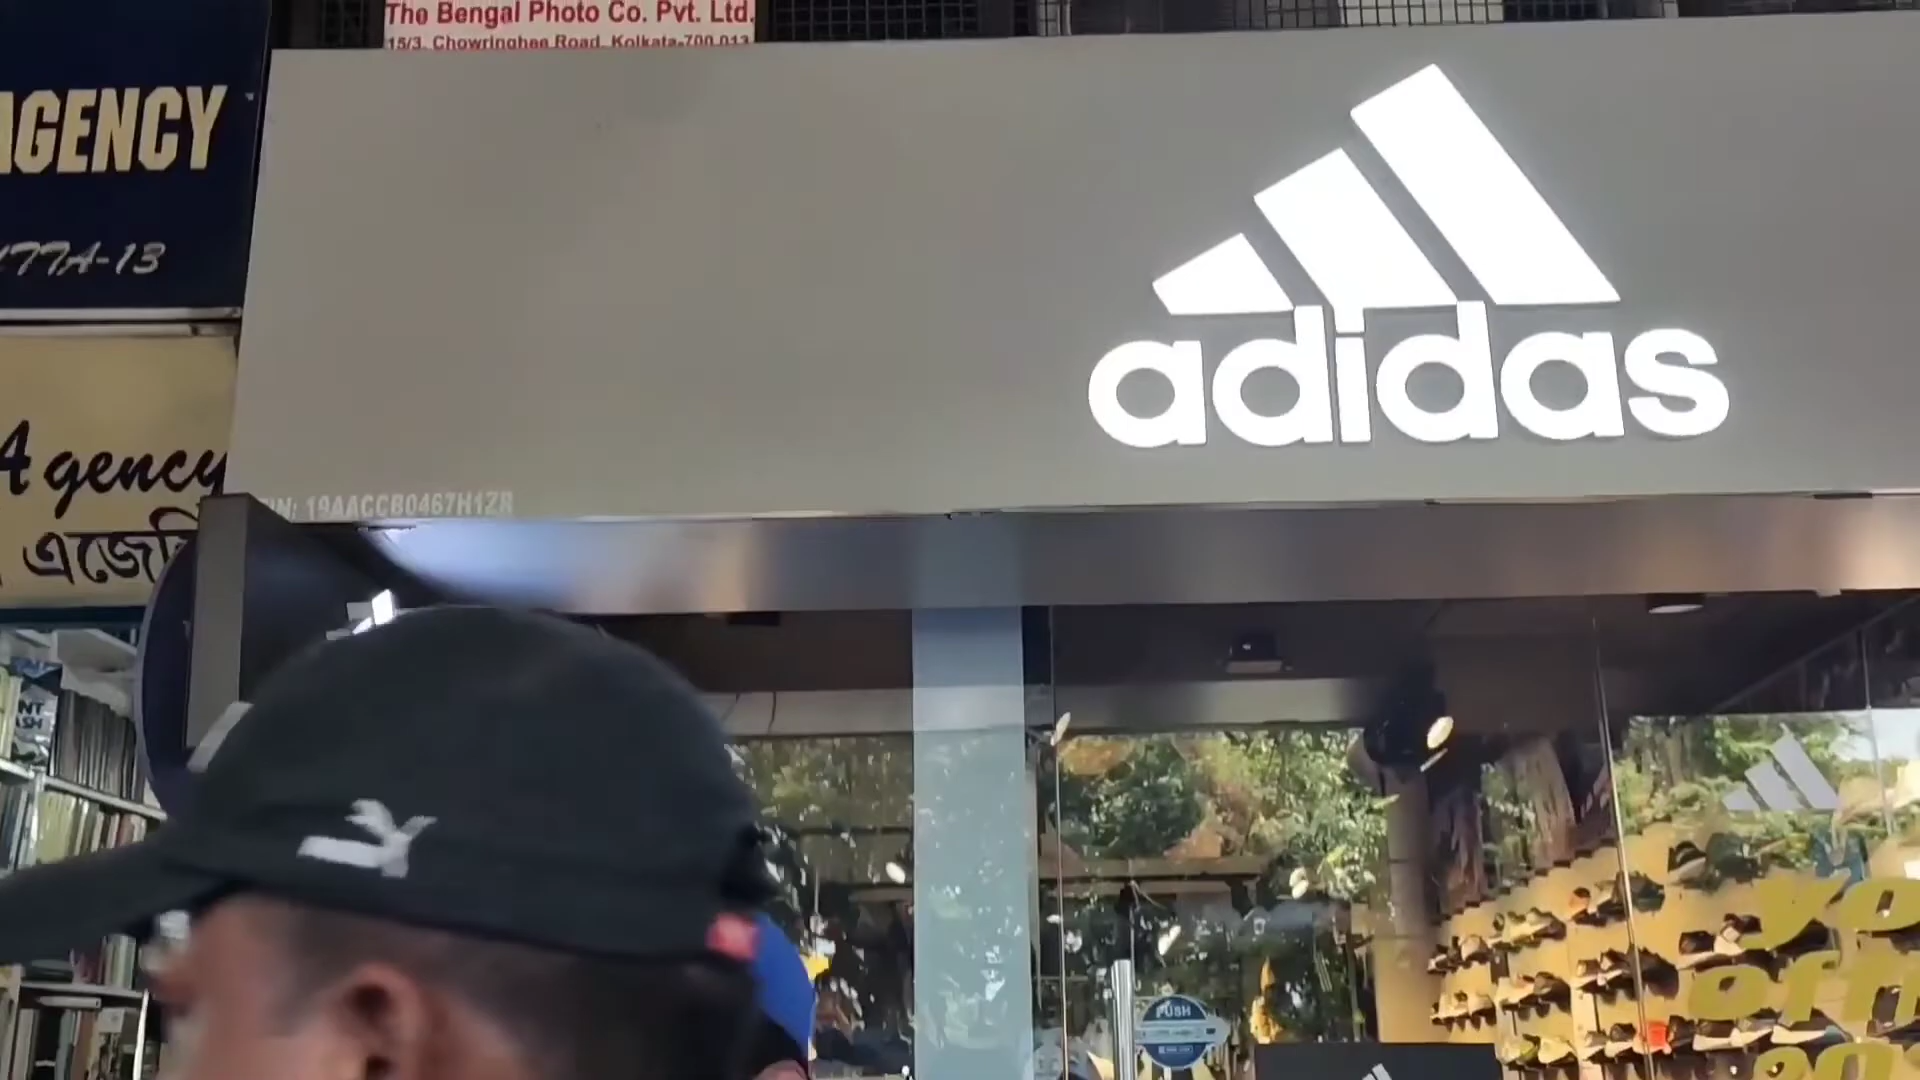 The Bengal Photo Co. Pvt. Ltd.
15/3, Chowringhee Road, Kolkata-700 013
AGENCY
TTA-13
adidas
Agency
IN: 19AACCB0467H1ZR
PUSH